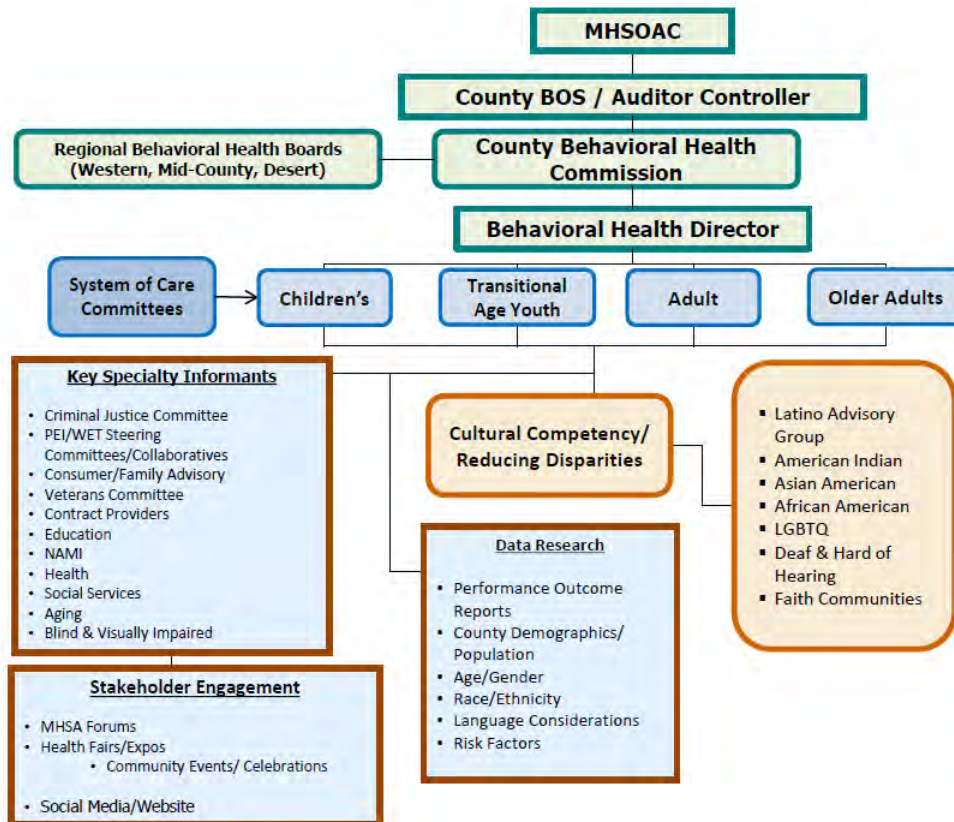 MHSOAC
County BOS / Auditor Controller
Regional Behavioral Health Boards
(Western, Mid-County, Desert)
County Behavioral Health
Commission
Behavioral Health Director
System of Care
Committees
Children's
Transitional
Age Youth
Adult
Older Adults
Key Specialty Informants
• Criminal Justice Committee
• PEI/WET Steering
Committees/Collaboratives
• Consumer/Family Advisory
• Veterans Committee
• Contract Providers
• Education
• NAMI
• Health
• Social Services
• Aging
• Blind & Visually Impaired
Cultural Competency/
Reducing Disparities
▪ Latino Advisory
Group
▪ American Indian
▪ Asian American
▪ African American
▪ LGBTQ
▪ Deaf & Hard of
Hearing
▪ Faith Communities
Data Research
• Performance Outcome
Reports
• County Demographics/
Population
• Age/Gender
• Race/Ethnicity
• Language Considerations
• Risk Factors
Stakeholder Engagement
• MHSA Forums
• Health Fairs/Expos
• Community Events/ Celebrations
• Social Media/Website